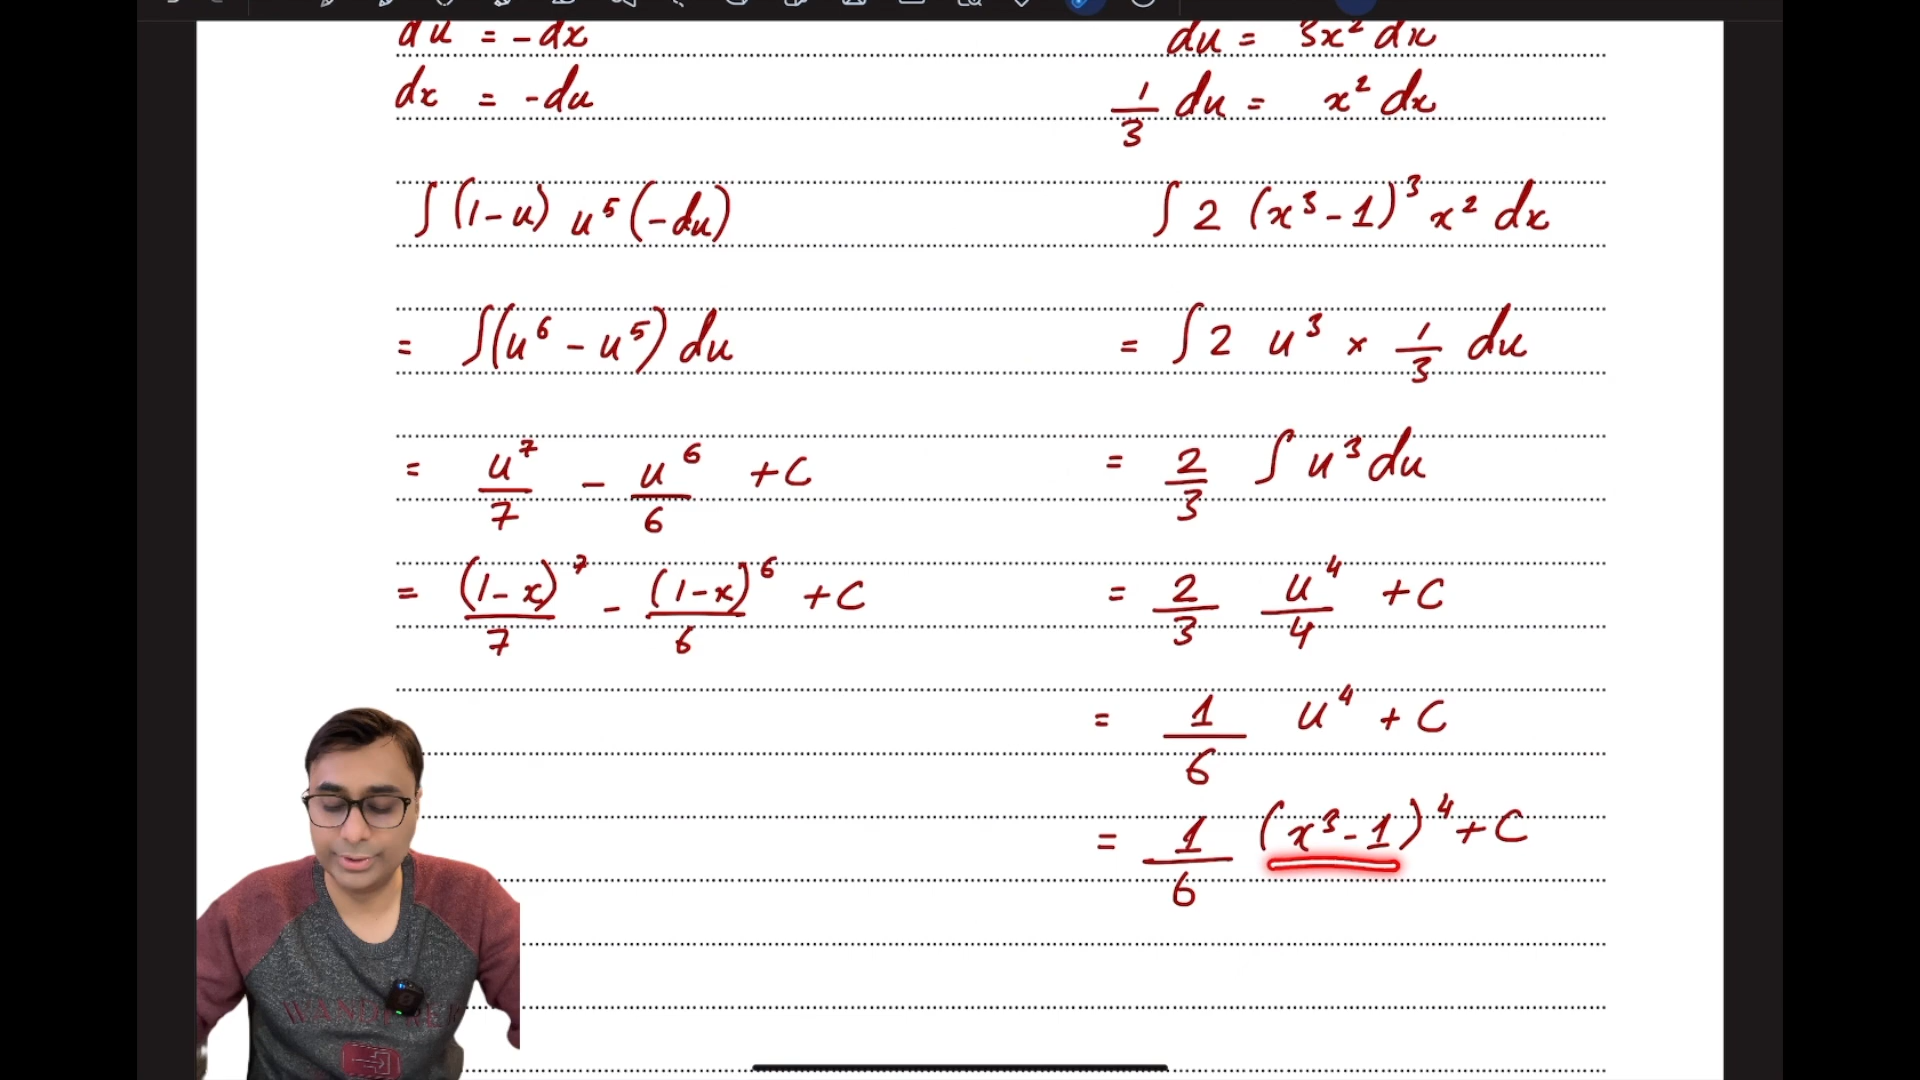 du = -dx
dx = -du
∫(1-u) u⁵(-du)
= ∫(u⁶ - u⁵) du
= u⁷/7 - u⁶/6 + C
= (1-x)⁷/7 - (1-x)⁶/6 + C
du = 3x² dx
1/3 du = x² dx
∫ 2 (x³-1)³ x² dx
= ∫ 2 u³ × 1/3 du
= 2/3 ∫ u³ du
= 2/3 u⁴/4 + C
= 1/6 u⁴ + C
= 1/6 (x³-1)⁴ + C